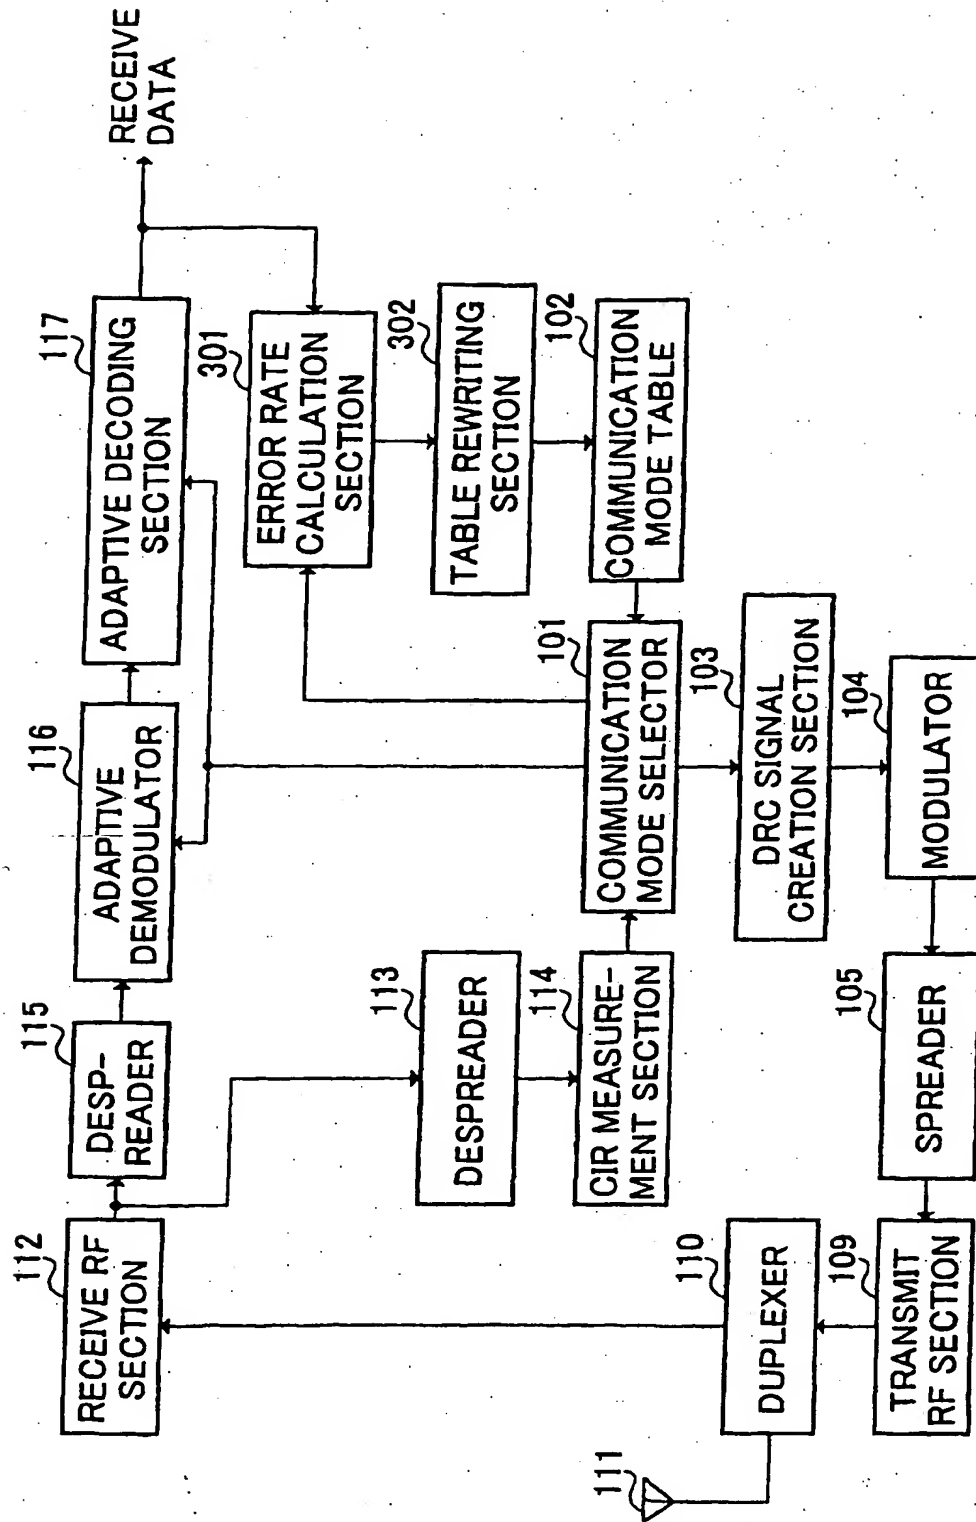 112
RECEIVE RF
SECTION
115
DESP-
READER
116
ADAPTIVE
DEMODULATOR
117
ADAPTIVE DECODING
SECTION
RECEIVE
DATA
301
ERROR RATE
CALCULATION
SECTION
113
DESPREADER
302
TABLE REWRITING
SECTION
114
CIR MEASURE-
MENT SECTION
101
COMMUNICATION
MODE SELECTOR
102
COMMUNICATION
MODE TABLE
111
110
DUPLEXER
103
DRC SIGNAL
CREATION SECTION
109
TRANSMIT
RF SECTION
105
SPREADER
104
MODULATOR